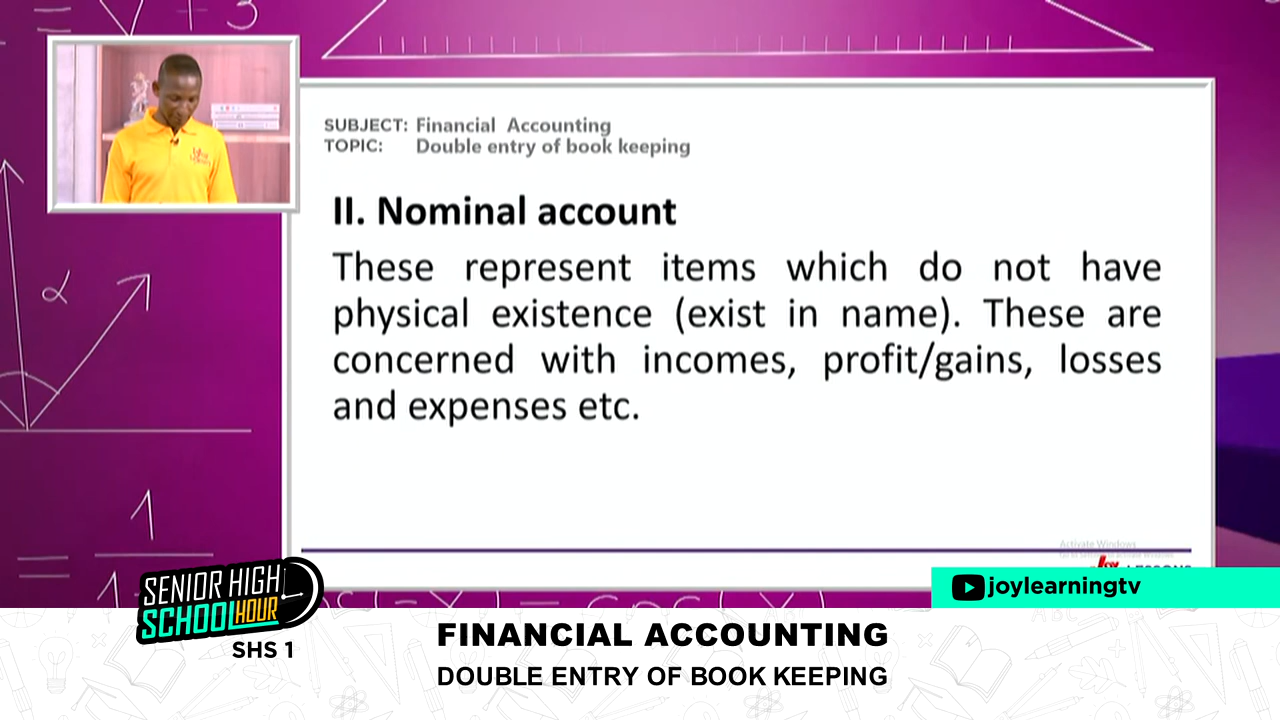 SUBJECT: Financial Accounting
TOPIC: Double entry of book keeping
II. Nominal account
These represent items which do not have
physical existence (exist in name). These are
concerned with incomes, profit/gains, losses
and expenses etc.
Activate Windows
Joy
SENIOR HIGH
SCHOOL HOUR
SHS 1
joylearningtv
FINANCIAL ACCOUNTING
DOUBLE ENTRY OF BOOK KEEPING